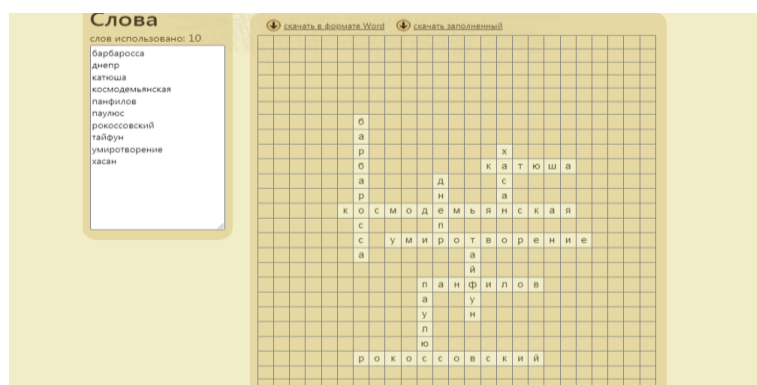 Слова
слов использовано: 10
барбаросса
днепр
катюша
космодемьянская
панфилов
паулюс
рокоссовский
тайфун
умиротворение
хасан
скачать в формате Word скачать заполненный
б
а
р х
б к а т ю ш а
а д с
р н а
к о с м о д е м ь я н с к а я
с п
с у м и р о т в о р е н и е
а а
й
п а н ф и л о в
а у
у н
л
ю
р о к о с с о в с к и й